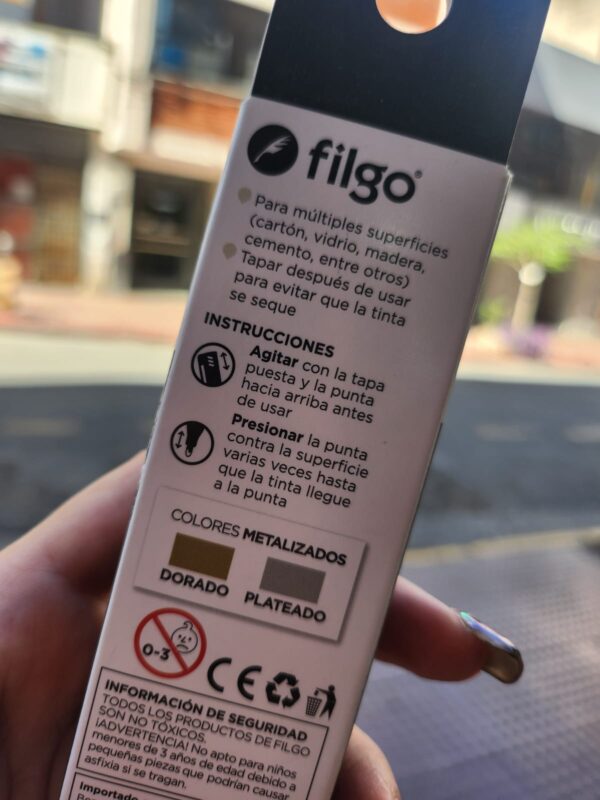 filgo®
Para múltiples superficies
(cartón, vidrio, madera,
cemento, entre otros)
Tapar después de usar
para evitar que la tinta
se seque
INSTRUCCIONES
Agitar con la tapa
puesta y la punta
hacia arriba antes
de usar
Presionar la punta
contra la superficie
varias veces hasta
que la tinta llegue
a la punta
COLORES METALIZADOS
DORADO PLATEADO
0-3
CE
INFORMACIÓN DE SEGURIDAD
TODOS LOS PRODUCTOS DE FILGO
SON NO TÓXICOS.
¡ADVERTENCIA! No apto para niños
menores de 3 años de edad debido a
pequeñas piezas que podrían causar
asfixia si se tragan.
Importado